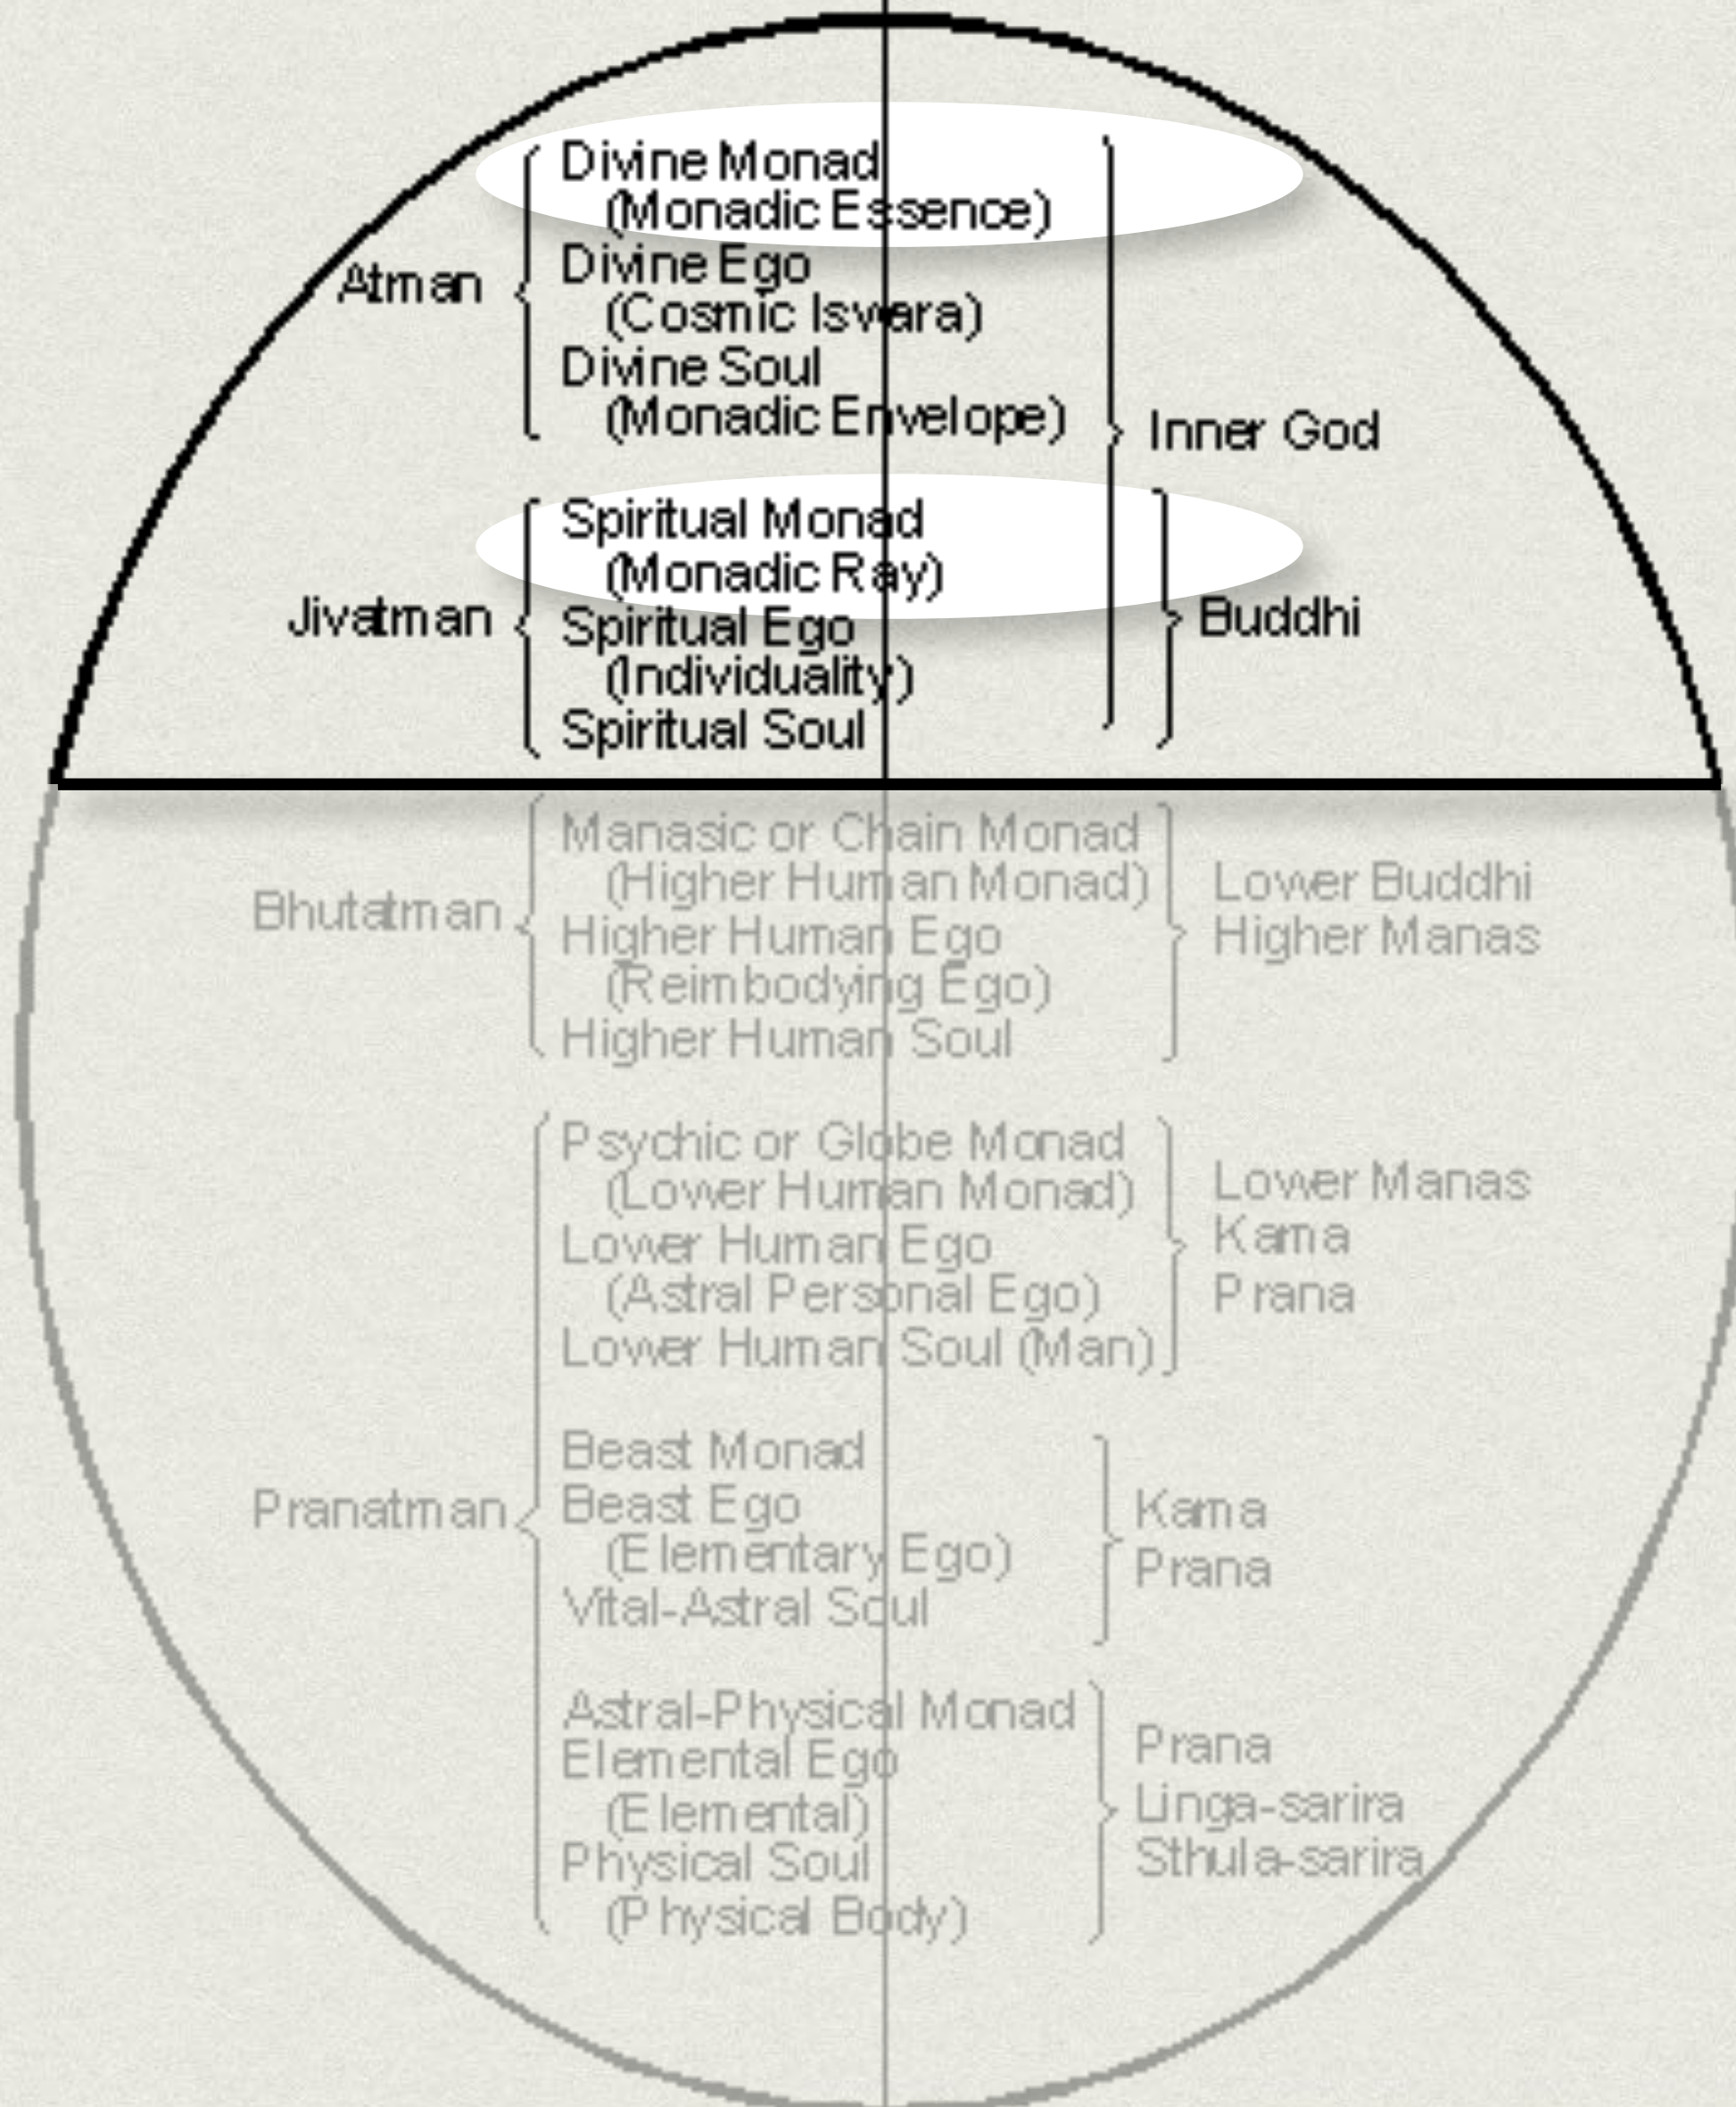 Divine Monad
(Monadic Essence)
Atman
Divine Ego
(Cosmic Iswara)
Divine Soul
(Monadic Envelope)
Inner God
Spiritual Monad
(Monadic Ray)
Jivatman
Spiritual Ego
(Individuality)
Spiritual Soul
Buddhi
Manasic or Chain Monad
(Higher Human Monad)
Bhutatman
Higher Human Ego
(Reimbodying Ego)
Higher Human Soul
Lower Buddhi
Higher Manas
Psychic or Globe Monad
(Lower Human Monad)
Lower Human Ego
(Astral Personal Ego)
Lower Human Soul (Man)
Lower Manas
Kama
Prana
Pranatman
Beast Monad
Beast Ego
(Elementary Ego)
Vital-Astral Soul
Kama
Prana
Astral-Physical Monad
Elemental Ego
(Elemental)
Physical Soul
(Physical Body)
Prana
Linga-sarira
Sthula-sarira